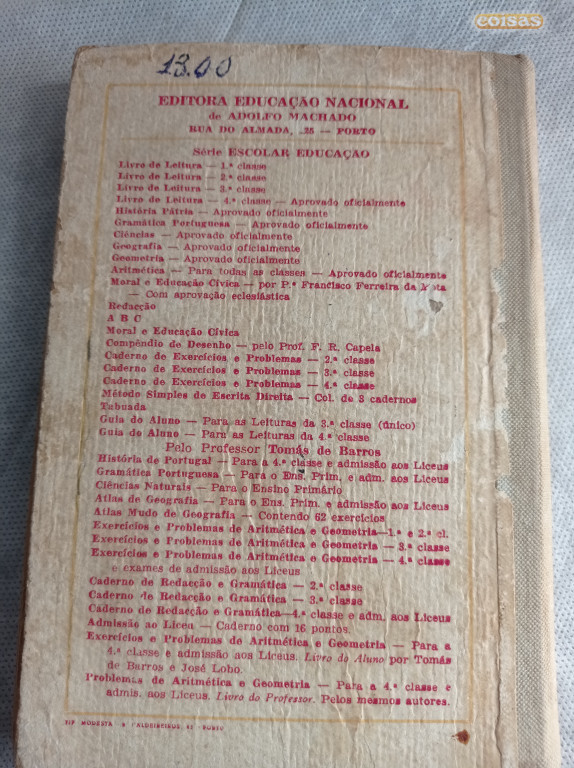 coisas
13.00
EDITORA EDUCAÇÃO NACIONAL
de ADOLFO MACHADO
RUA DO ALMADA, 125 — PORTO
Série ESCOLAR EDUCAÇÃO
Livro de Leitura — 1.ª classe
Livro de Leitura — 2.ª classe
Livro de Leitura — 3.ª classe
Livro de Leitura — 4.ª classe — Aprovado oficialmente
História Pátria — Aprovado oficialmente
Gramática Portuguesa — Aprovado oficialmente
Ciências — Aprovado oficialmente
Geografia — Aprovado oficialmente
Geometria — Aprovado oficialmente
Aritmética — Para todas as classes — Aprovado oficialmente
Moral e Educação Cívica — por P.ª Francisco Ferreira da Mota
— Com aprovação eclesiástica
Redacção
A B C
Moral e Educação Cívica
Compêndio de Desenho — pelo Prof. F. R. Capela
Caderno de Exercícios e Problemas — 2.ª classe
Caderno de Exercícios e Problemas — 3.ª classe
Caderno de Exercícios e Problemas — 4.ª classe
Método Simples de Escrita Direita — Col. de 3 cadernos
Tabuada
Guia do Aluno — Para as Leituras da 3.ª classe (único)
Guia do Aluno — Para as Leituras da 4.ª classe
Pelo Professor Tomás de Barros
História de Portugal — Para a 4.ª classe e admissão aos Liceus
Gramática Portuguesa — Para o Ens. Prim. e adm. aos Liceus
Ciências Naturais — Para o Ensino Primário
Atlas de Geografia — Para o Ens. Prim. e admissão aos Liceus
Atlas Mudo de Geografia — Contendo 62 exercícios
Exercícios e Problemas de Aritmética e Geometria—1.ª e 2.ª cl.
Exercícios e Problemas de Aritmética e Geometria — 3.ª classe
Exercícios e Problemas de Aritmética e Geometria — 4.ª classe
e exames de admissão aos Liceus
Caderno de Redacção e Gramática — 2.ª classe
Caderno de Redacção e Gramática — 3.ª classe
Caderno de Redacção e Gramática—4.ª classe e adm. aos Liceus
Admissão ao Liceu — Caderno com 16 pontos.
Exercícios e Problemas de Aritmética e Geometria — Para a
4.ª classe e admissão aos Liceus. Livro do Aluno por Tomás
de Barros e José Lobo.
Problemas de Aritmética e Geometria — Para a 4.ª classe e
admis. aos Liceus. Livro do Professor. Pelos mesmos autores.
TIP MODESTA